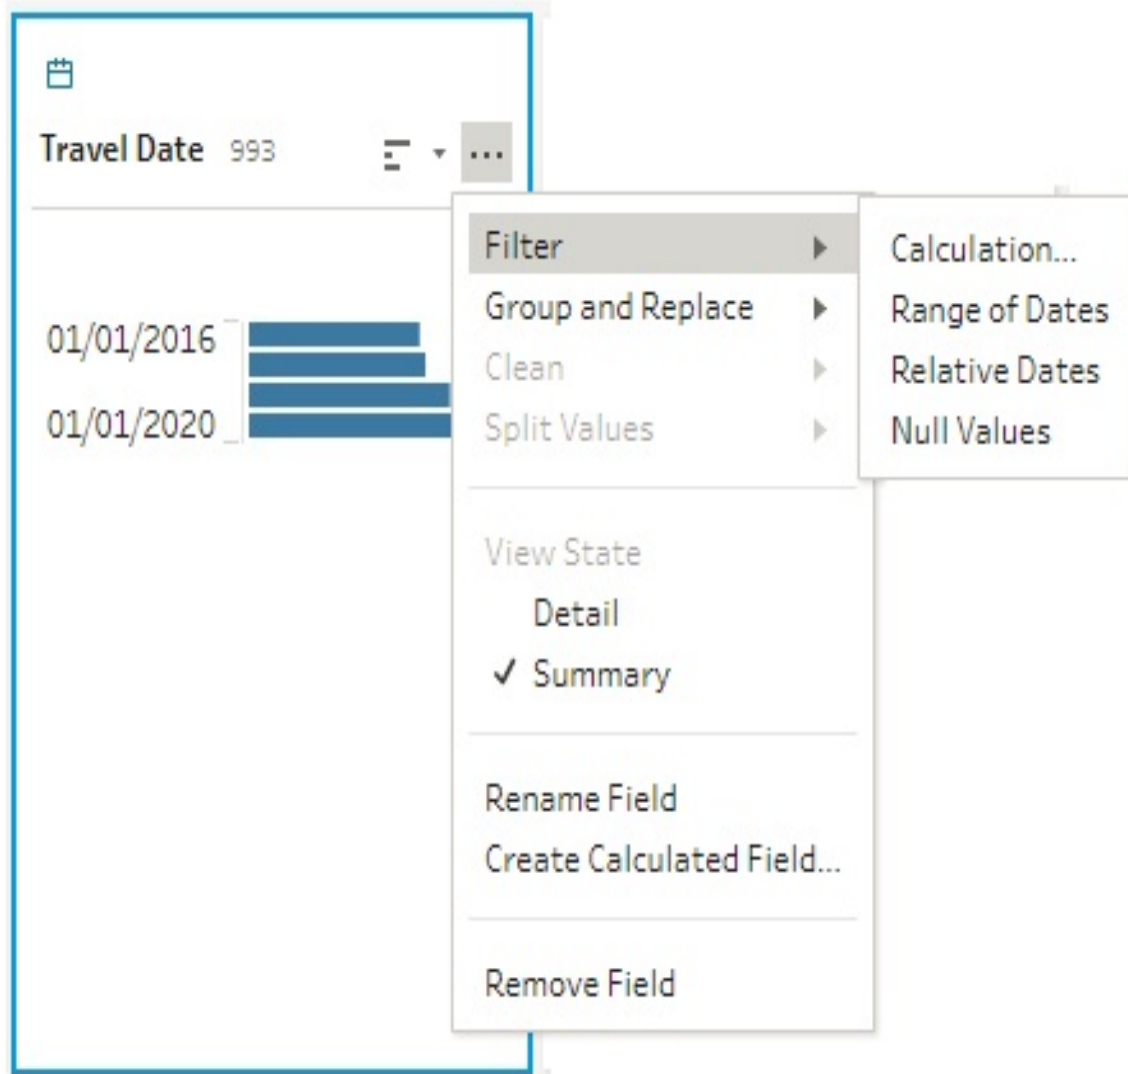 Travel Date 993
01/01/2016
01/01/2020
Filter
Group and Replace
Clean
Split Values
View State
Detail
Summary
Rename Field
Create Calculated Field...
Remove Field
Calculation...
Range of Dates
Relative Dates
Null Values